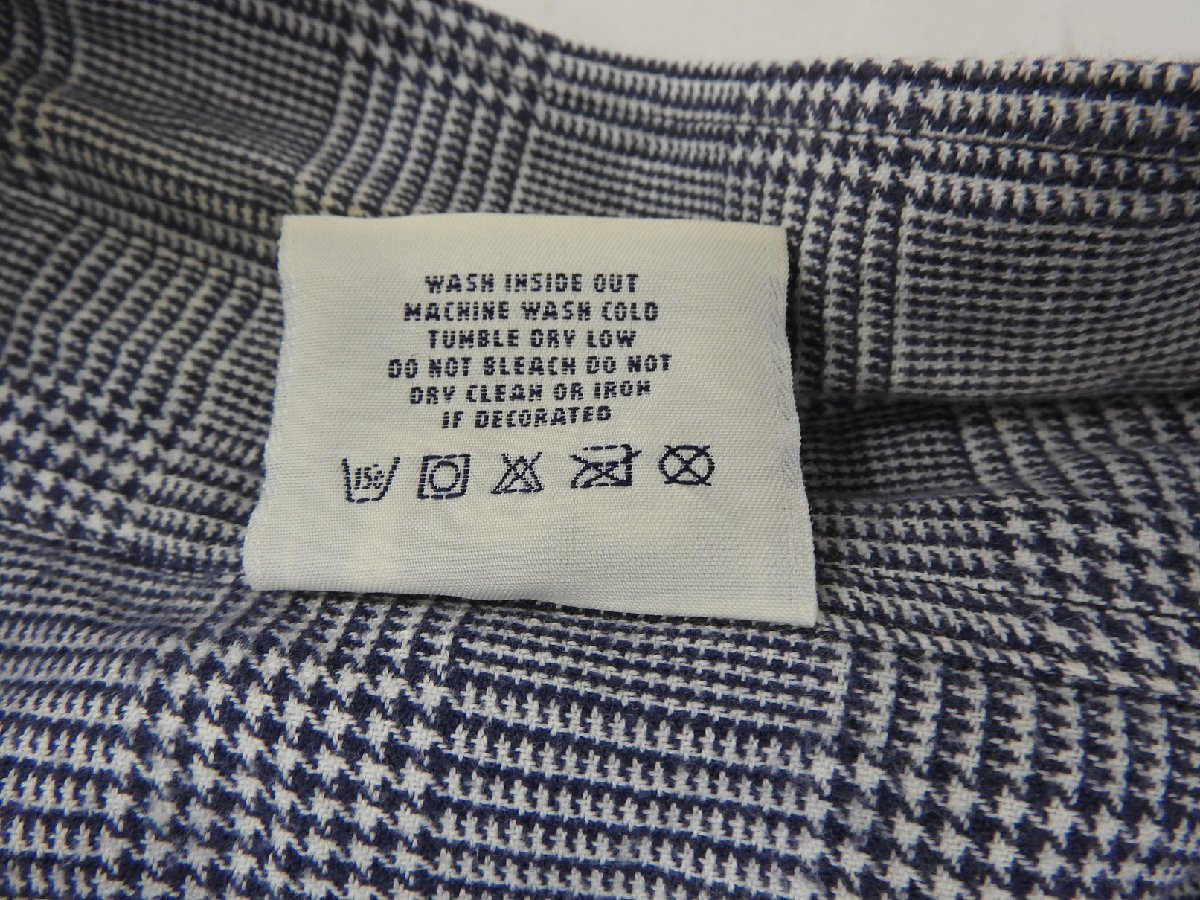 WASH INSIDE OUT
MACHINE WASH COLD
TUMBLE DRY LOW
DO NOT BLEACH DO NOT
DRY CLEAN OR IRON
IF DECORATED